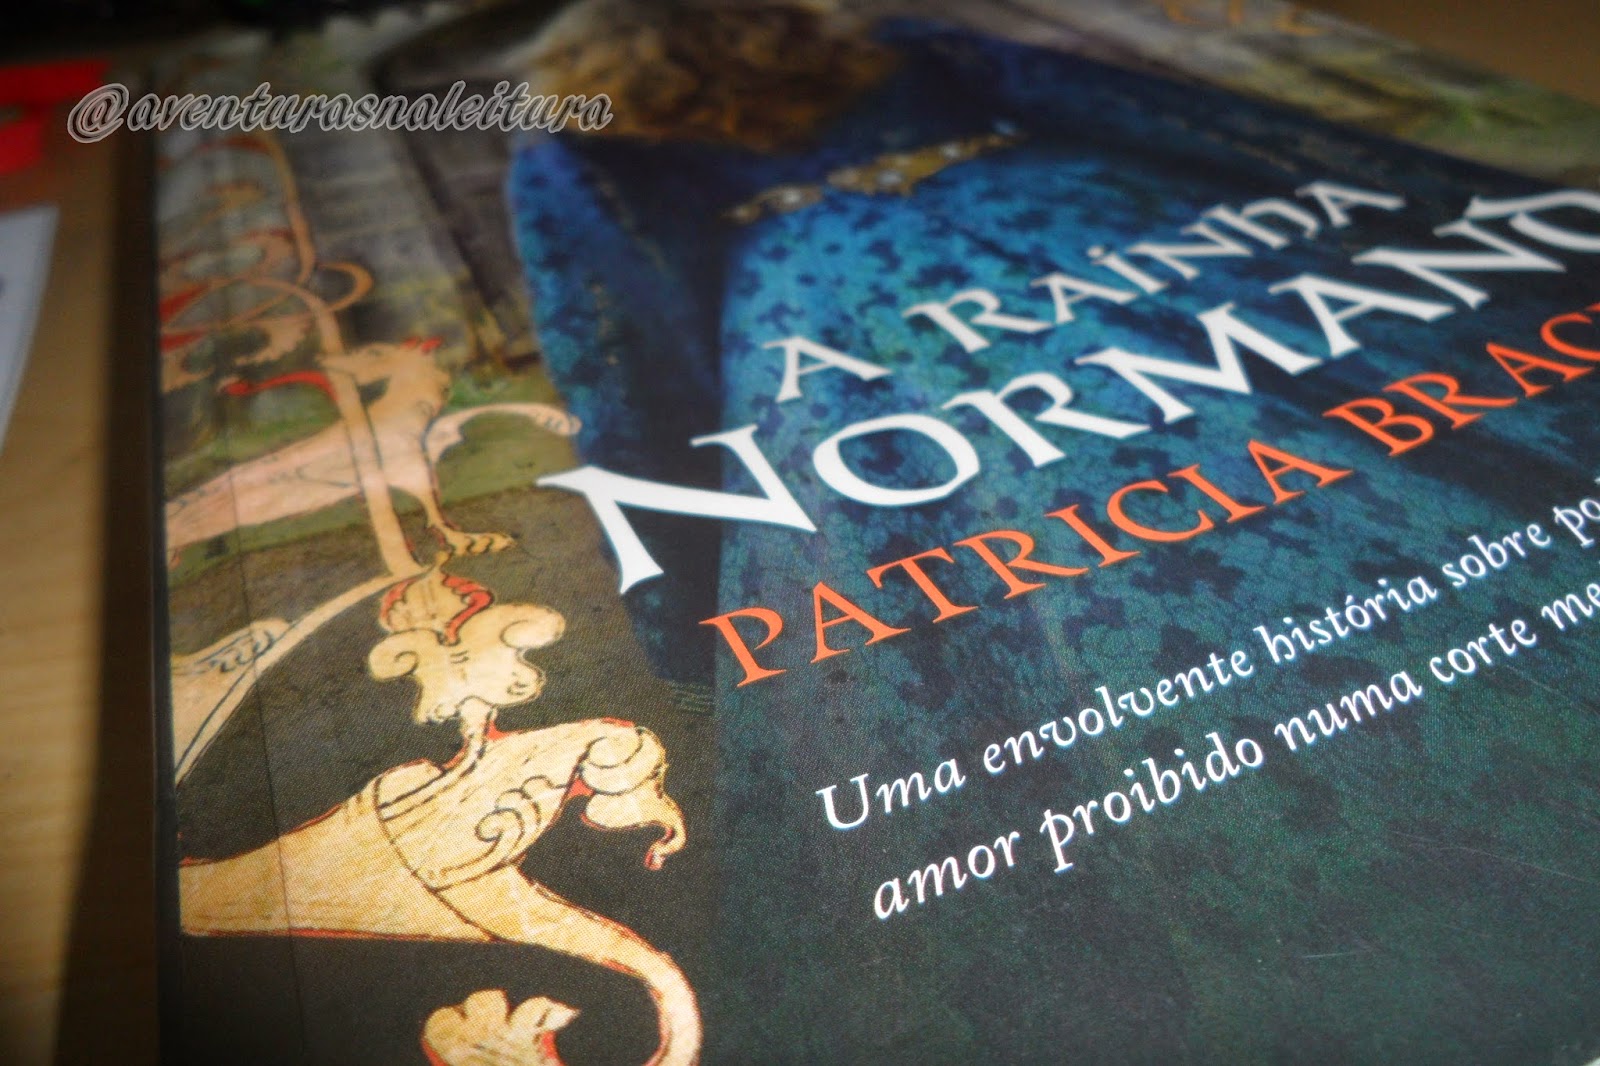 @aventurasnaleitura
A RAINHA
NORMAND
PATRICIA BRAC
Uma envolvente história sobre po
amor proibido numa corte me